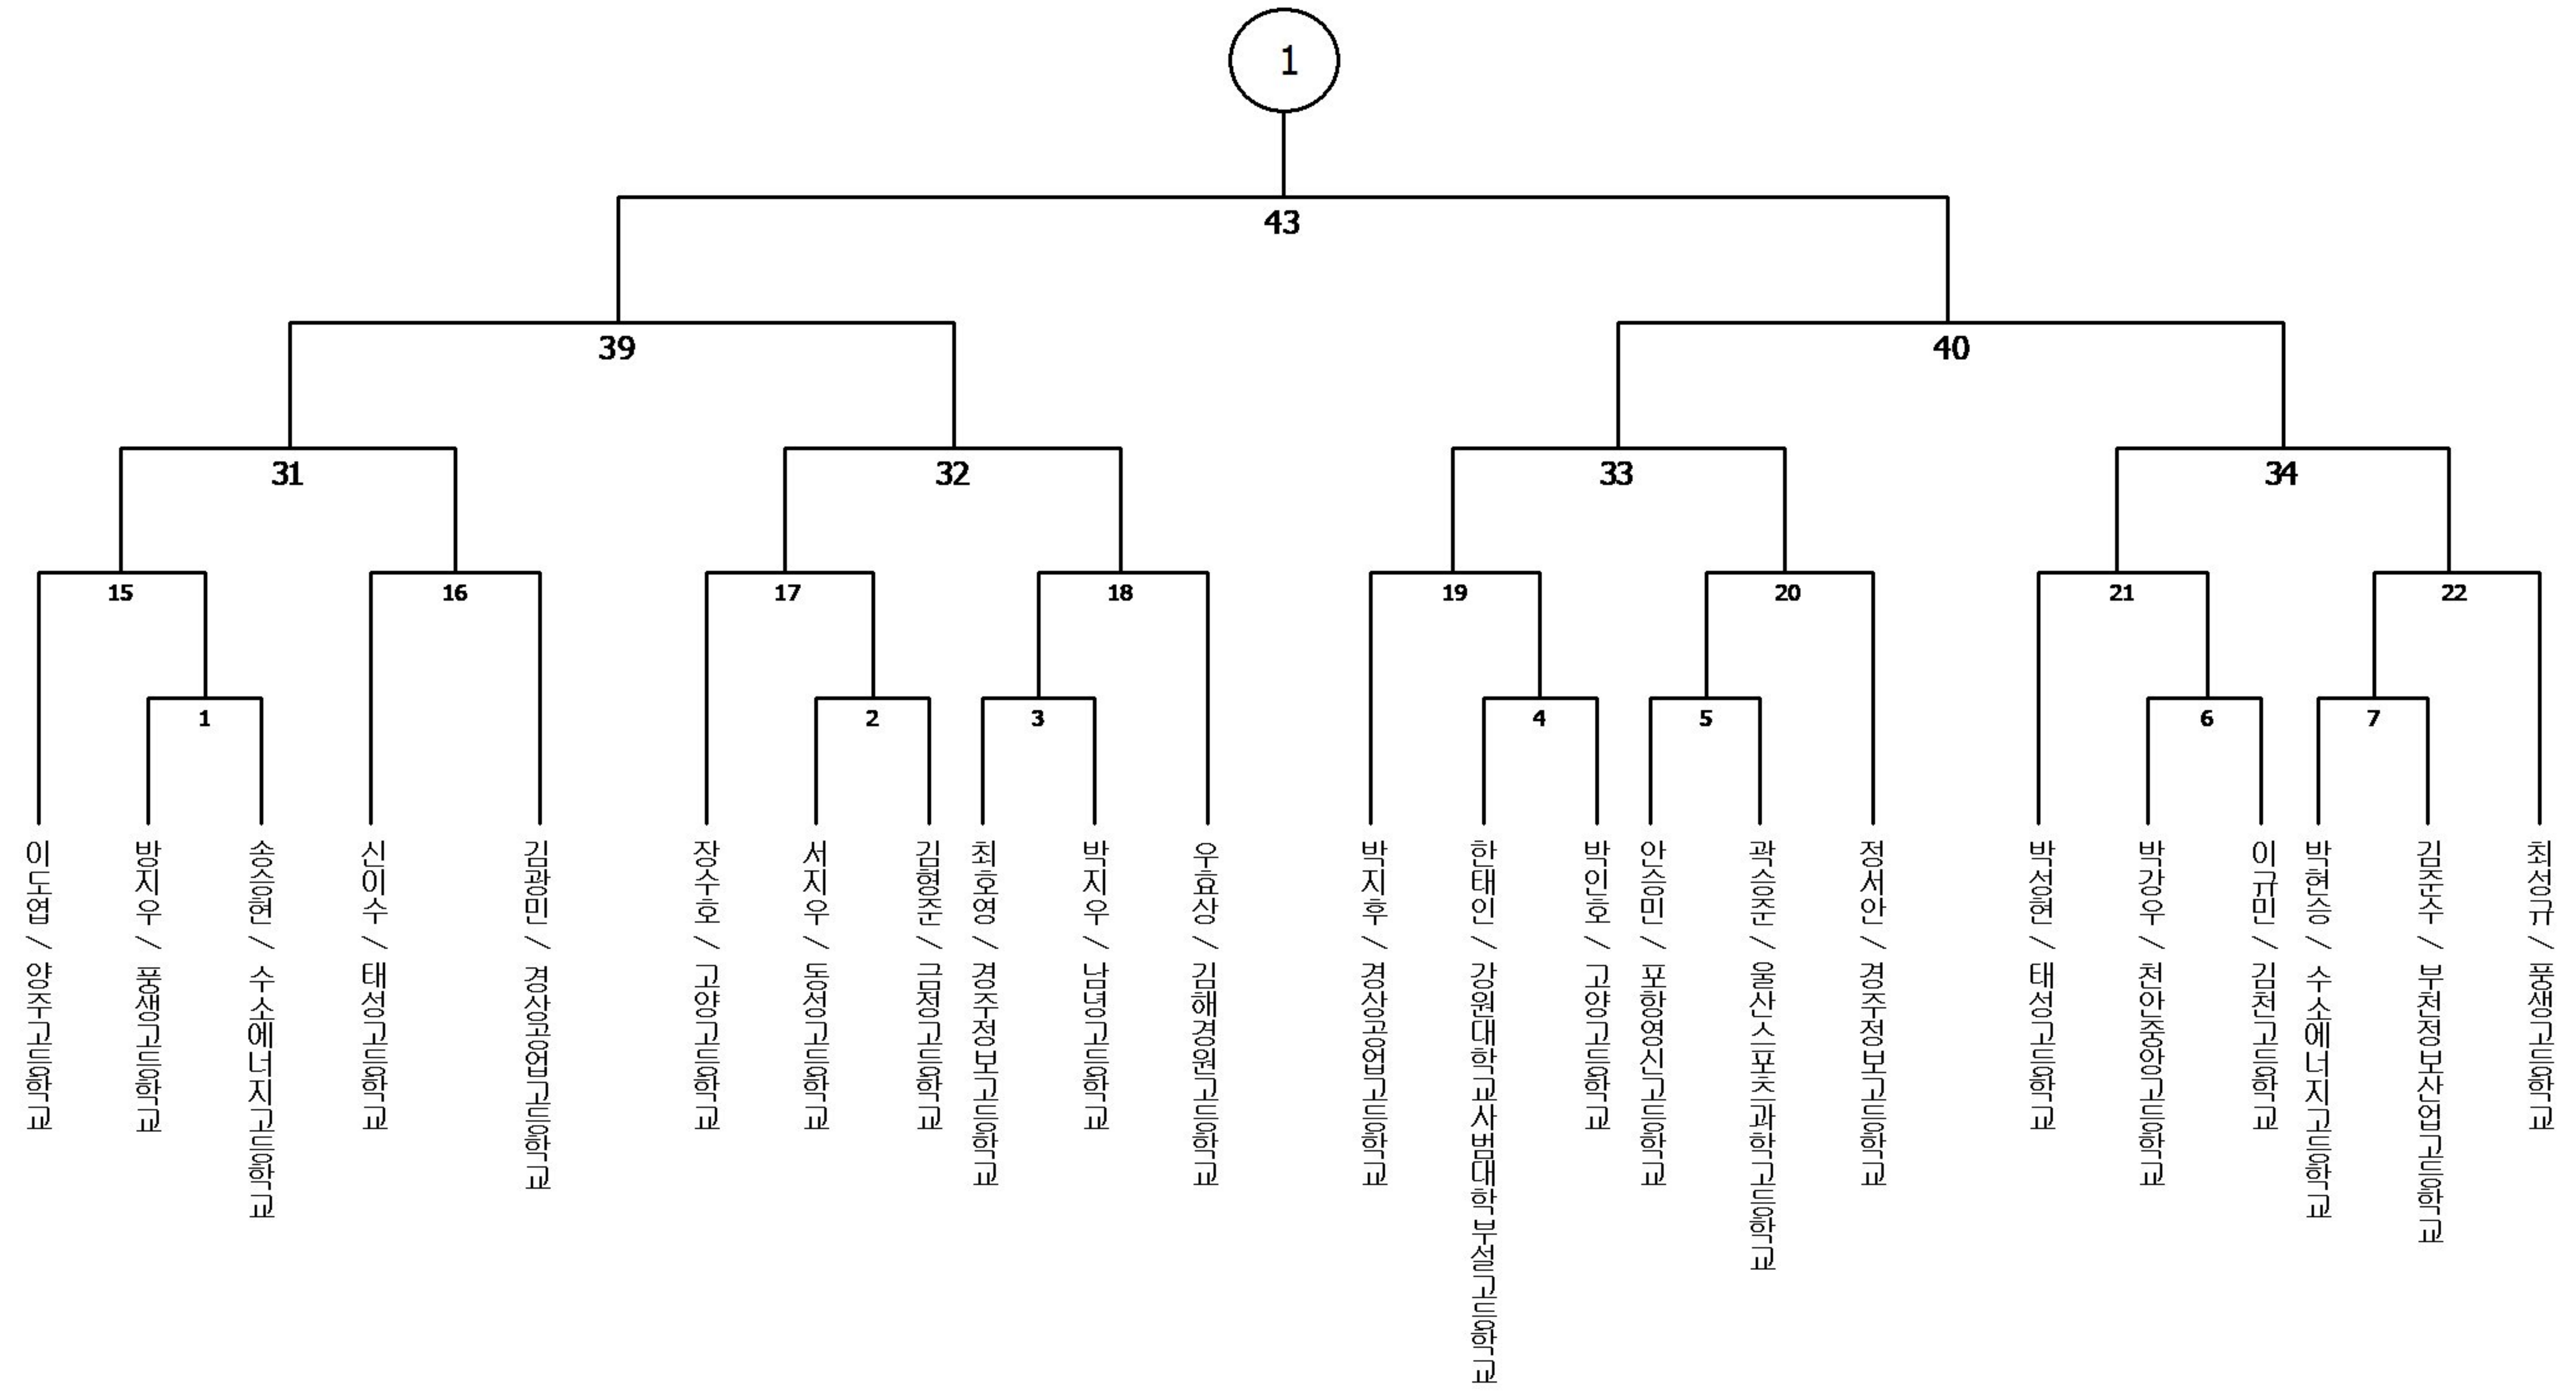 1
43
39
40
31
32
33
34
15
16
17
18
19
20
21
22
1
2
3
4
5
6
7
이도엽 / 양주고등학교
방지우 / 풍생고등학교
송승현 / 수소에너지고등학교
신이수 / 태성고등학교
김광민 / 경상공업고등학교
장수호 / 고양고등학교
서지우 / 동성고등학교
김형준 / 금정고등학교
최호영 / 경주정보고등학교
박지우 / 남녕고등학교
우효상 / 김해경원고등학교
박지후 / 경상공업고등학교
한태인 / 강원대학교사범대학부설고등학교
박인호 / 고양고등학교
안승민 / 포항영신고등학교
곽승준 / 울산스포츠과학고등학교
정서안 / 경주정보고등학교
박성현 / 태성고등학교
박강우 / 천안중앙고등학교
이규민 / 김천고등학교
박현승 / 수소에너지고등학교
김준수 / 부천정보산업고등학교
최성규 / 풍생고등학교